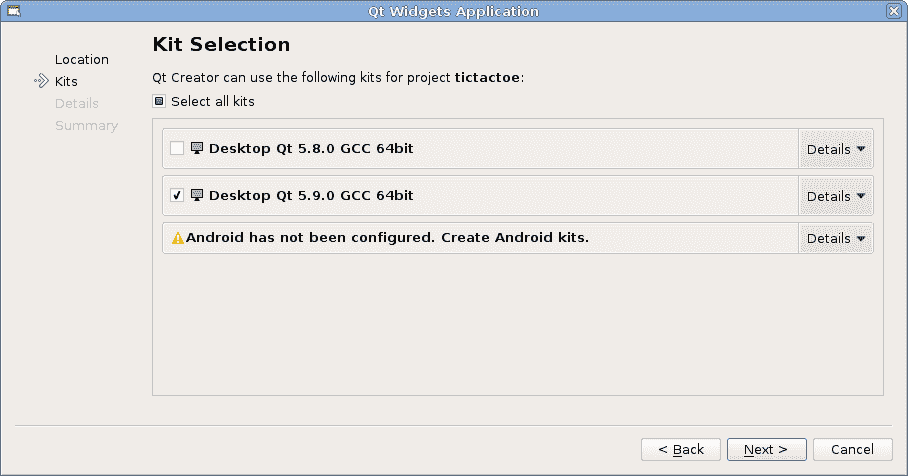 Qt Widgets Application
Location
Kits
Details
Summary
Kit Selection
Qt Creator can use the following kits for project tictactoe:
Select all kits
Desktop Qt 5.8.0 GCC 64bit
Details
Desktop Qt 5.9.0 GCC 64bit
Details
Android has not been configured. Create Android kits.
Details
< Back
Next >
Cancel